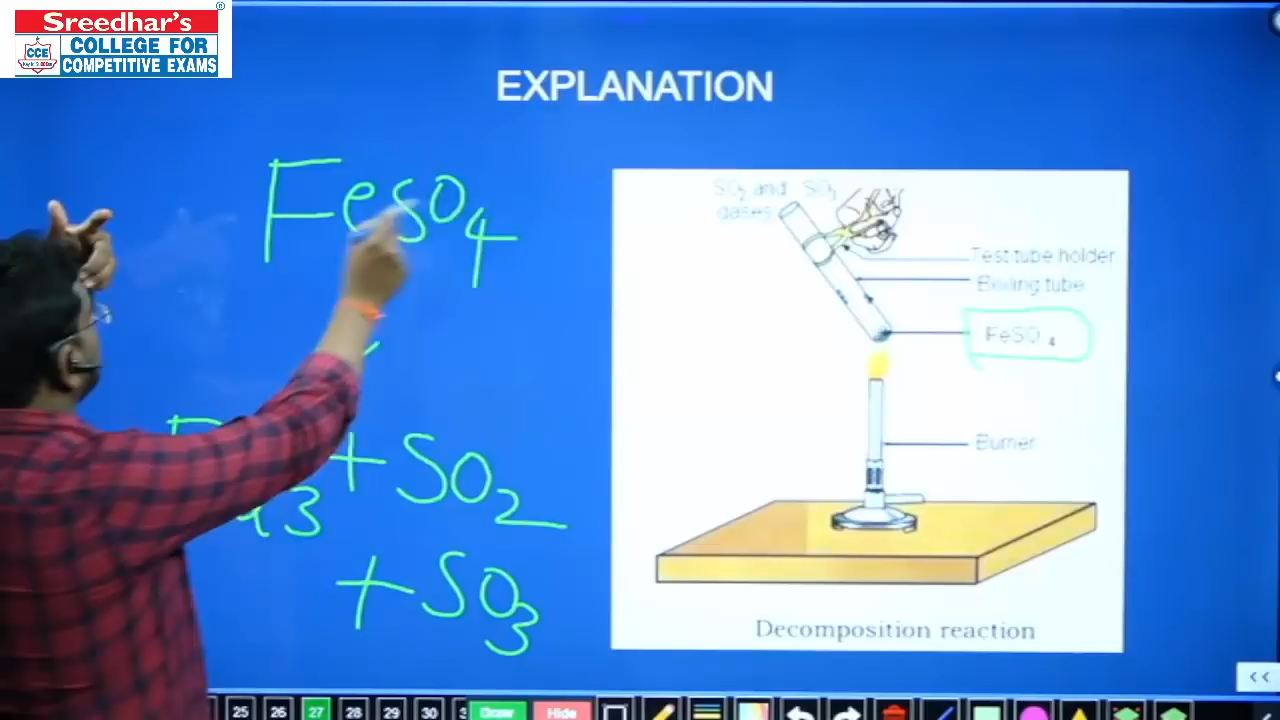 Sreedhar's
CCE
COLLEGE FOR
COMPETITIVE EXAMS
EXPLANATION
FeSO4
+ SO2
+ SO3
3
SO2 and SO3
gases
Test tube holder
Boiling tube
FeSO4
Burner
Decomposition reaction
<<
25 26 27 28 29 30 Draw Hide